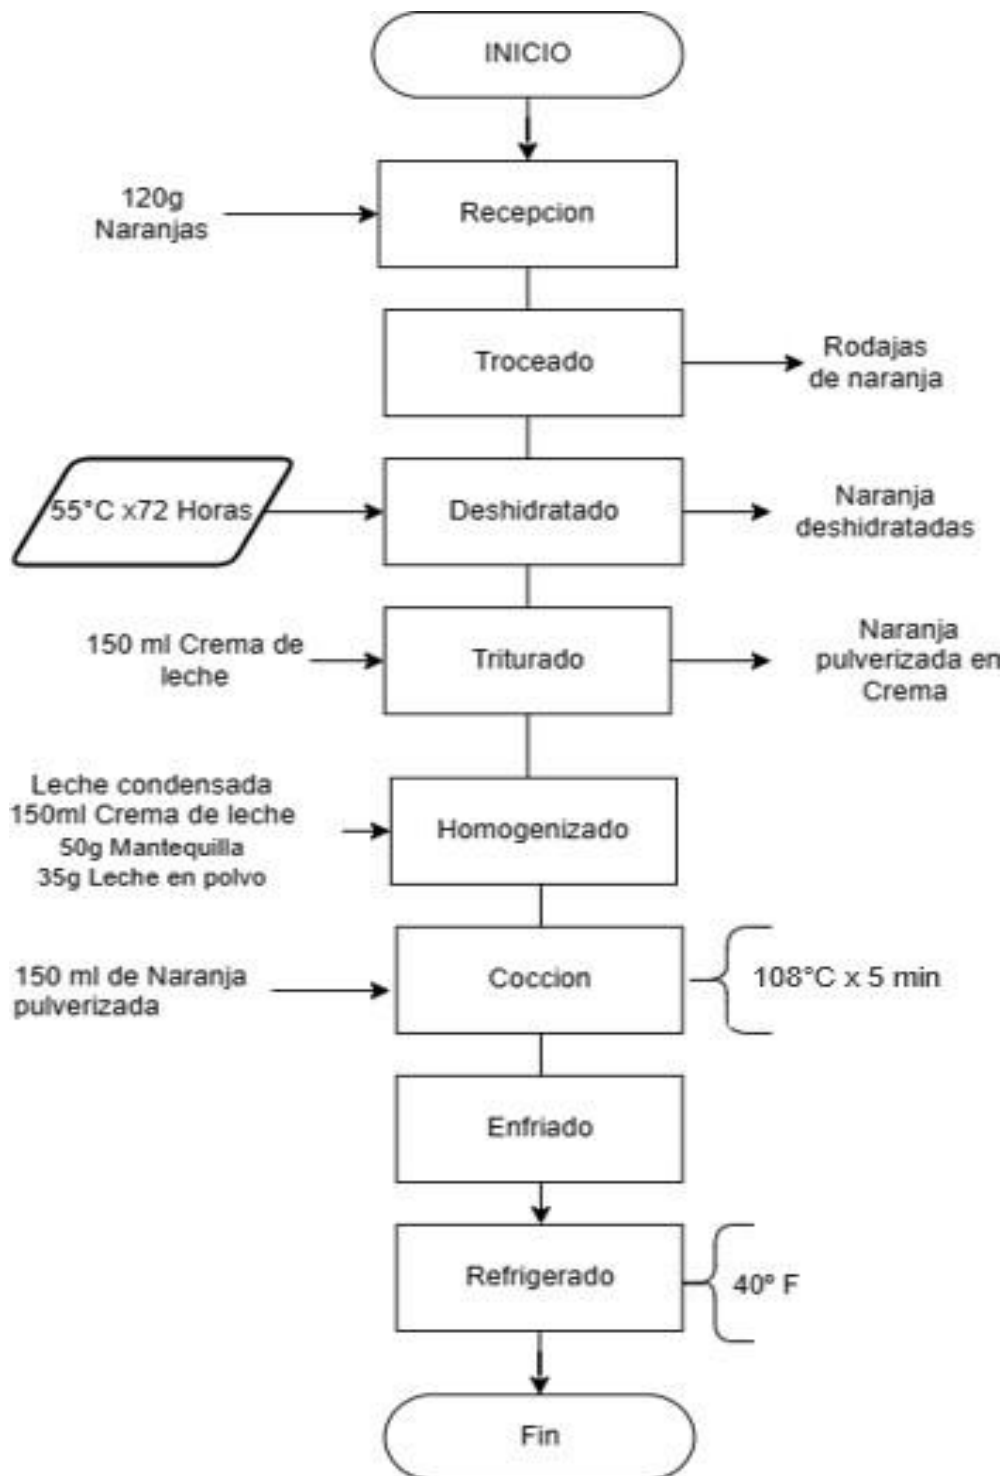 INICIO
120g
Naranjas
Recepcion
Troceado
Rodajas
de naranja
55°C x72 Horas
Deshidratado
Naranja
deshidratadas
150 ml Crema de
leche
Triturado
Naranja
pulverizada en
Crema
Leche condensada
150ml Crema de leche
50g Mantequilla
35g Leche en polvo
Homogenizado
150 ml de Naranja
pulverizada
Coccion
108°C x 5 min
Enfriado
Refrigerado
40º F
Fin